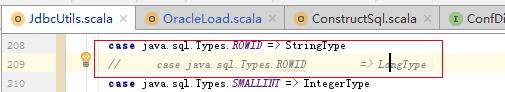 JdbcUtils.scala OracleLoad.scala ConstructSql.scala ConfDi
208 case java.sql.Types.ROWID => StringType
209 // case java.sql.Types.ROWID => LongType
210 case java.sql.Types.SMALLINT => IntegerType